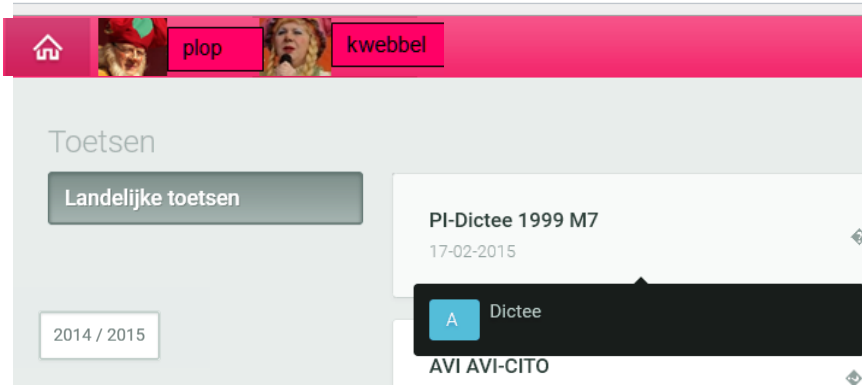 plop
kwebbel
Toetsen
Landelijke toetsen
PI-Dictee 1999 M7
17-02-2015
A Dictee
2014 / 2015
AVI AVI-CITO